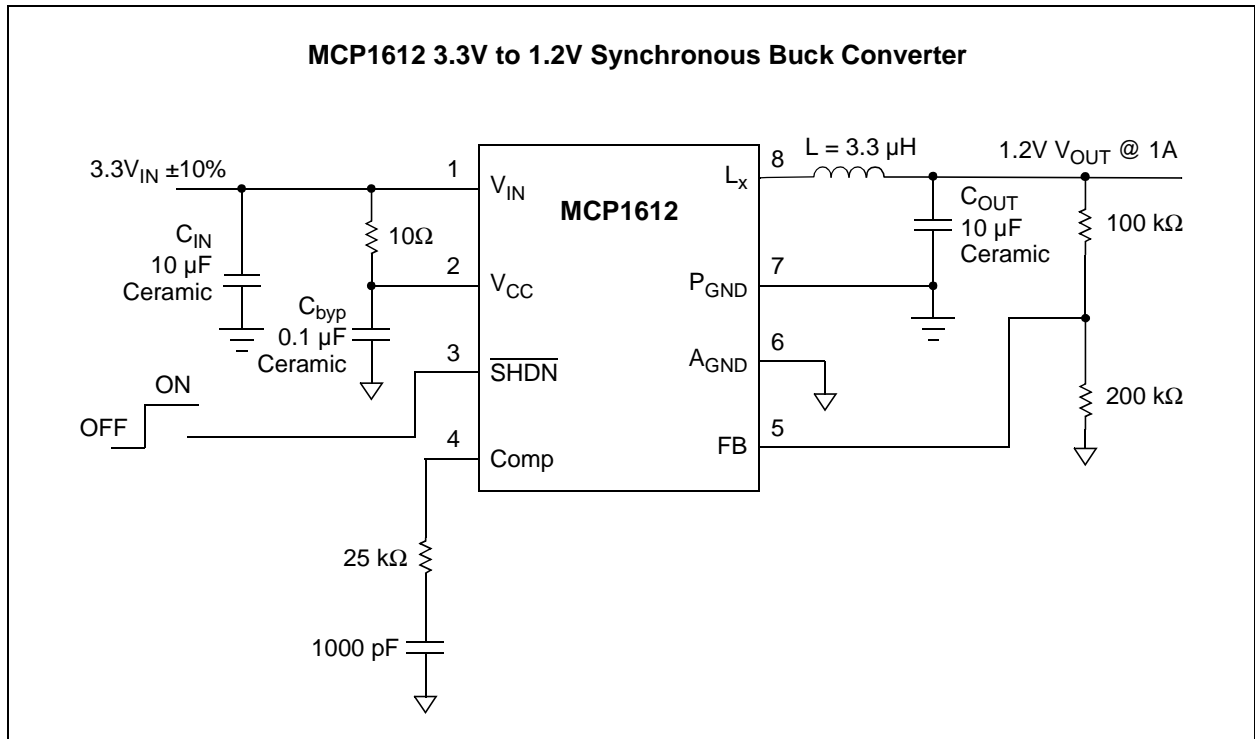 MCP1612 3.3V to 1.2V Synchronous Buck Converter
3.3VIN ±10%
1
VIN
MCP1612
Lx
8
L = 3.3 µH
1.2V VOUT @ 1A
CIN
10 µF
Ceramic
10Ω
COUT
10 µF
Ceramic
100 kΩ
2
VCC
PGND
7
Cbyp
0.1 µF
Ceramic
3
SHDN
AGND
6
ON
OFF
200 kΩ
4
Comp
FB
5
25 kΩ
1000 pF